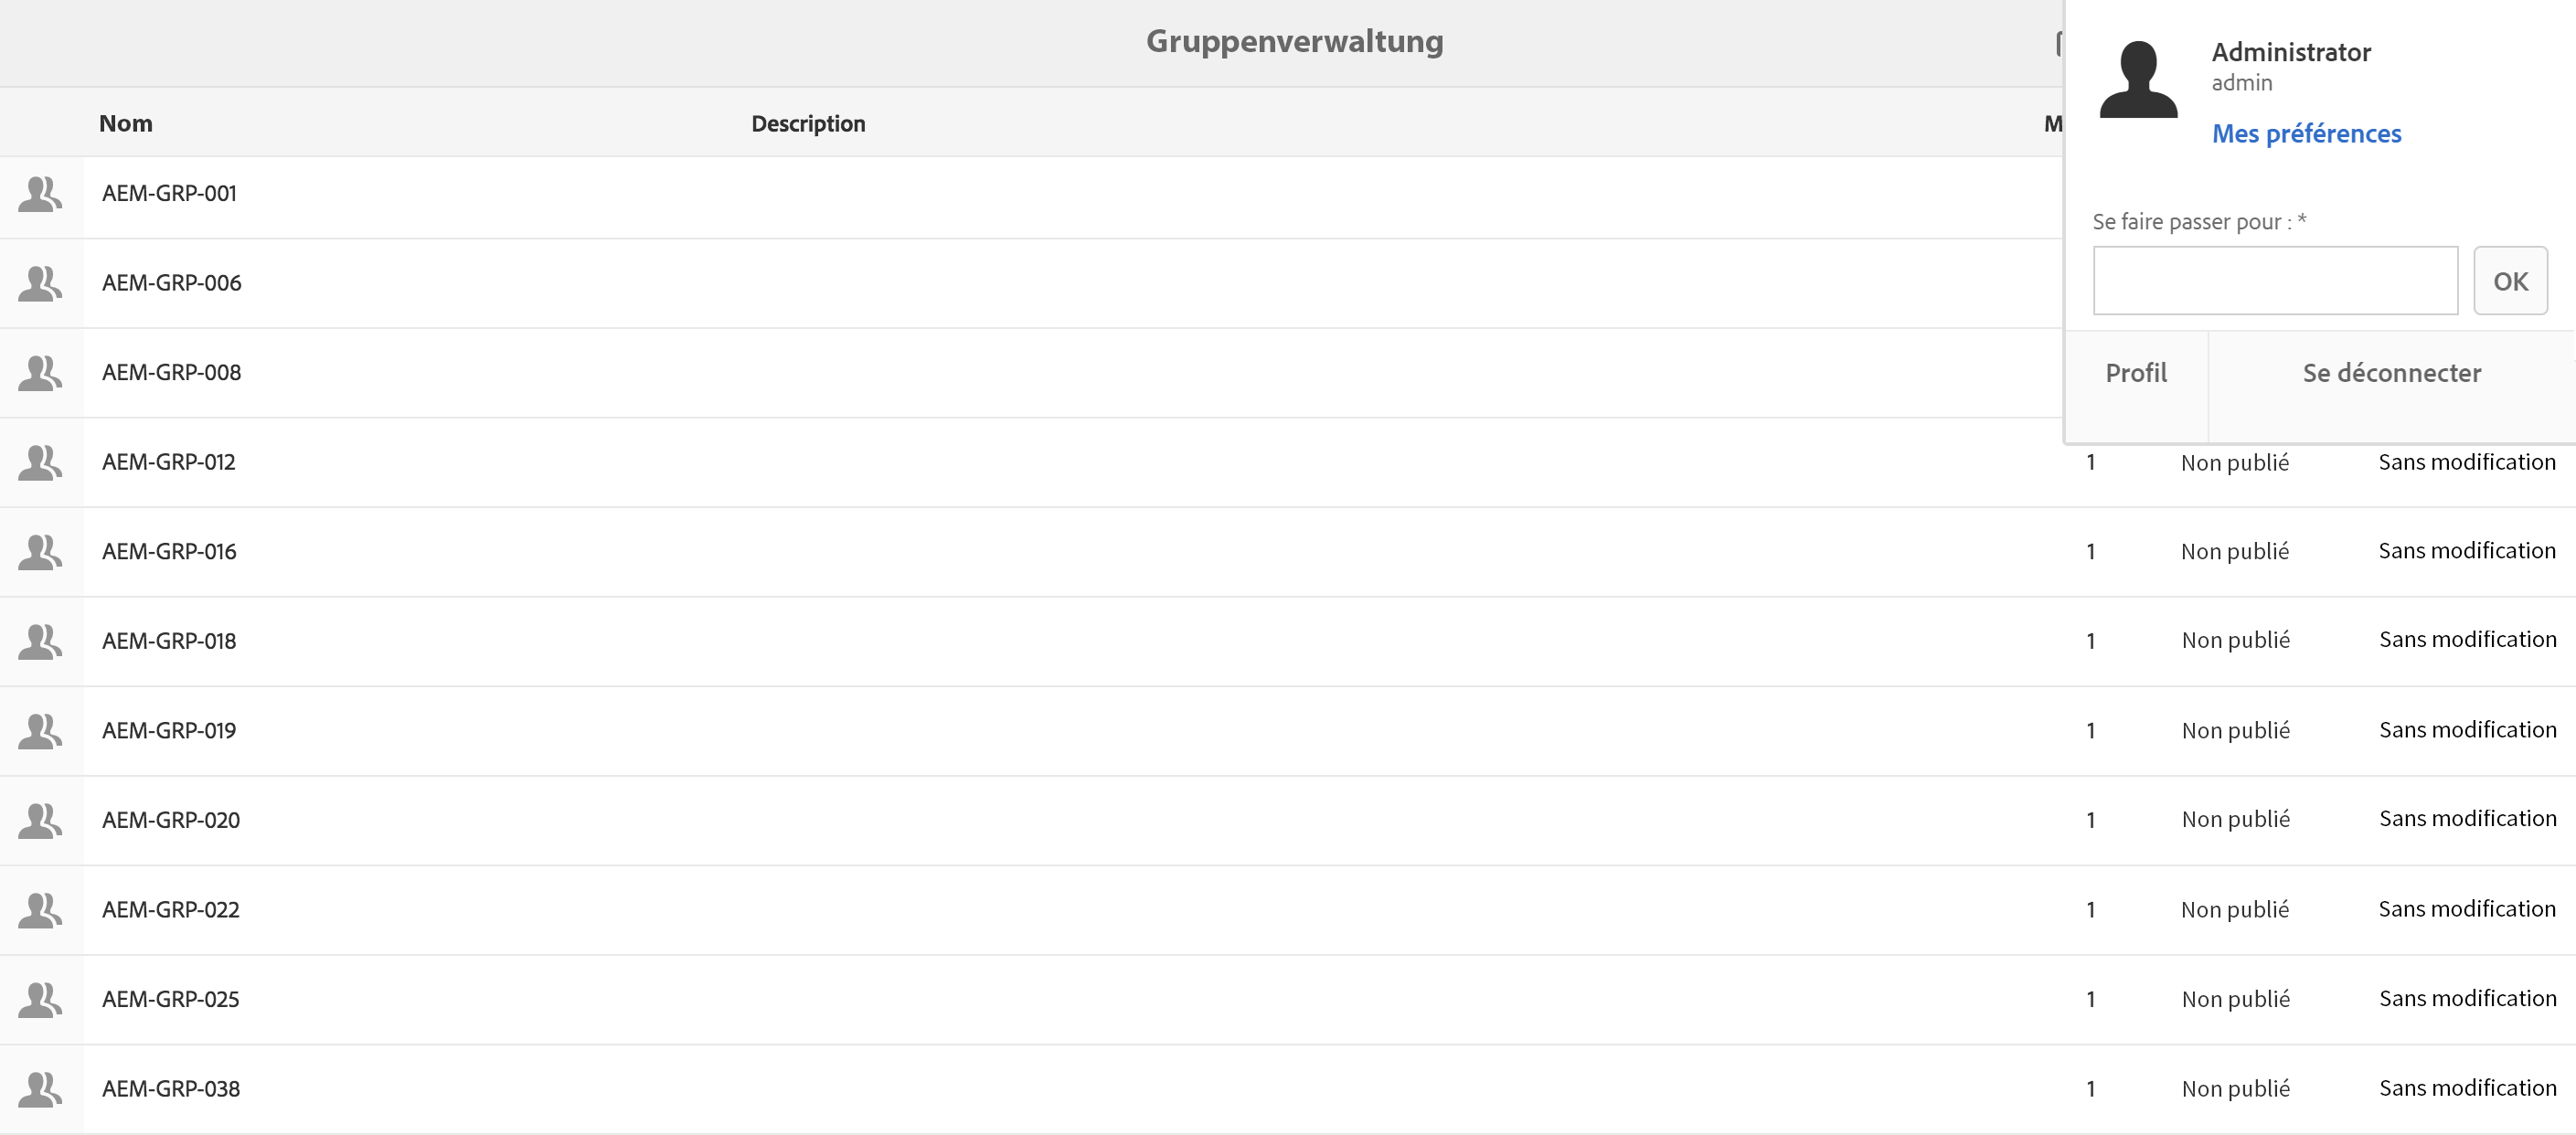 Gruppenverwaltung
Nom Description M
Administrator
admin
Mes préférences
Se faire passer pour : *
OK
Profil Se déconnecter
AEM-GRP-001
AEM-GRP-006
AEM-GRP-008
AEM-GRP-012 1 Non publié Sans modification
AEM-GRP-016 1 Non publié Sans modification
AEM-GRP-018 1 Non publié Sans modification
AEM-GRP-019 1 Non publié Sans modification
AEM-GRP-020 1 Non publié Sans modification
AEM-GRP-022 1 Non publié Sans modification
AEM-GRP-025 1 Non publié Sans modification
AEM-GRP-038 1 Non publié Sans modification